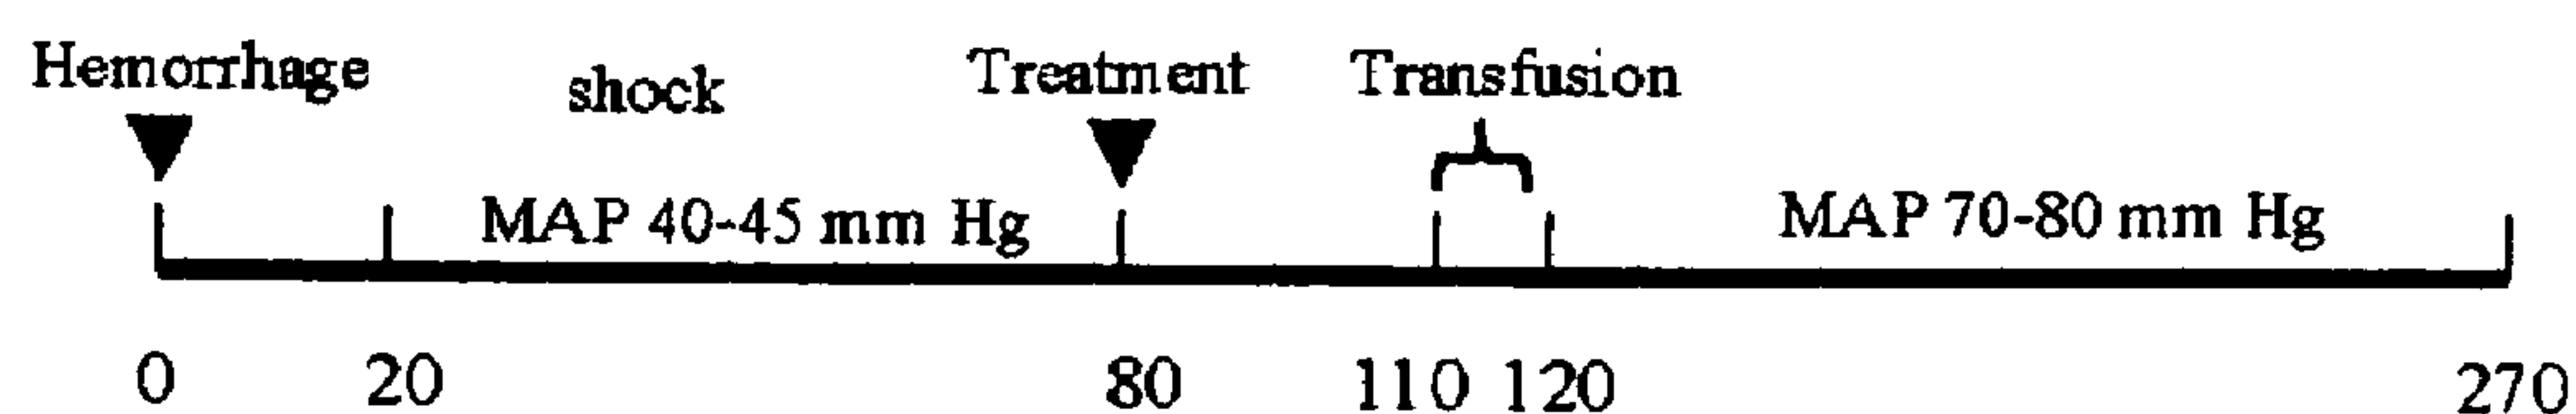 Hemorrhage shock Treatment Transfusion
MAP 40-45 mm Hg MAP 70-80 mm Hg
0 20 80 110 120 270